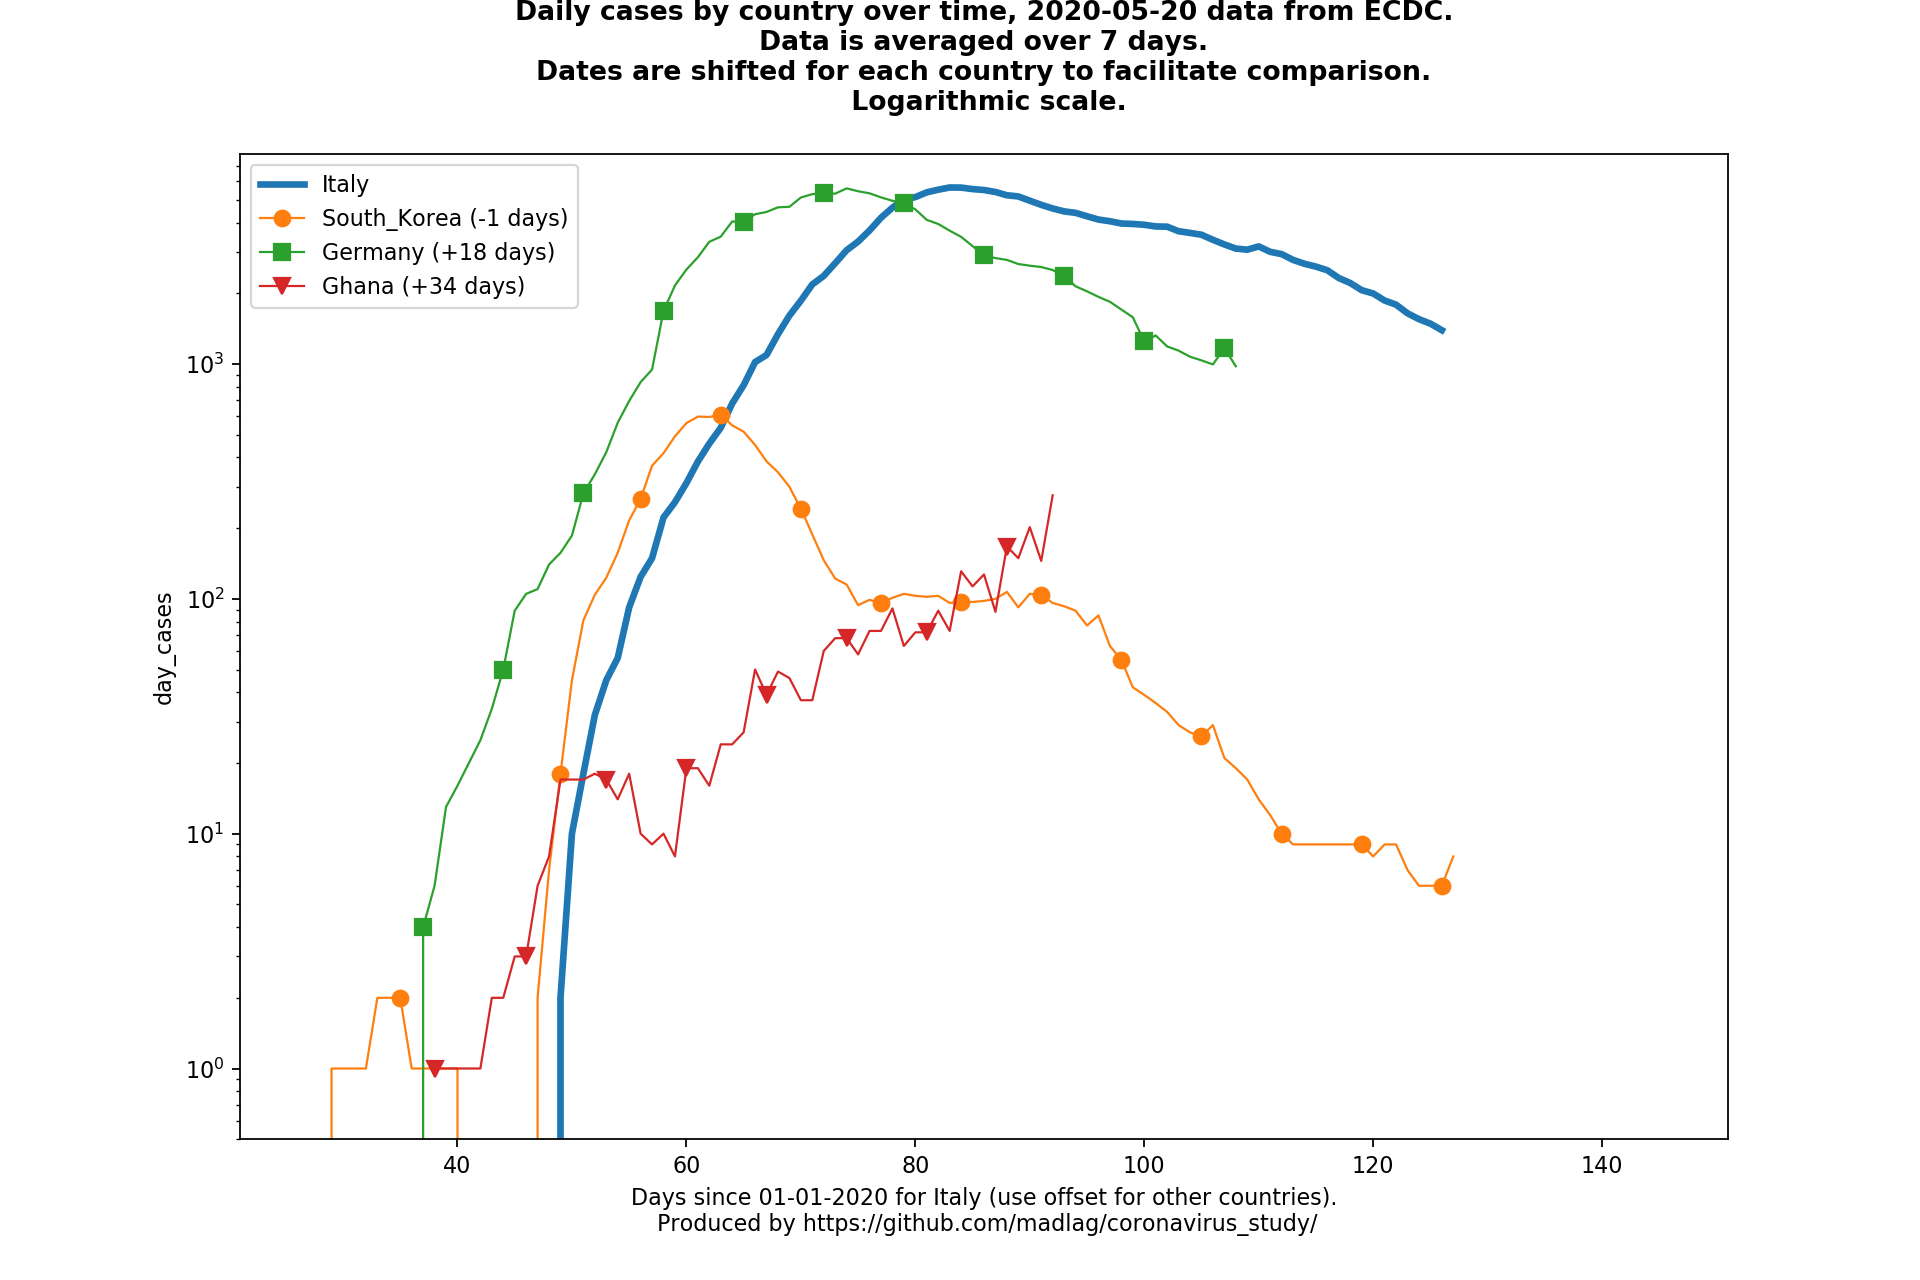 Daily cases by country over time, 2020-05-20 data from ECDC.
Data is averaged over 7 days.
Dates are shifted for each country to facilitate comparison.
Logarithmic scale.
Italy
South_Korea (-1 days)
Germany (+18 days)
Ghana (+34 days)
10³
10²
10¹
10⁰
day_cases
40 60 80 100 120 140
Days since 01-01-2020 for Italy (use offset for other countries).
Produced by https://github.com/madlag/coronavirus_study/